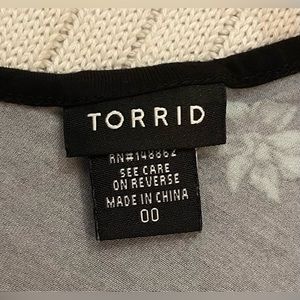 TORRID
RN#148862
SEE CARE
ON REVERSE
MADE IN CHINA
00